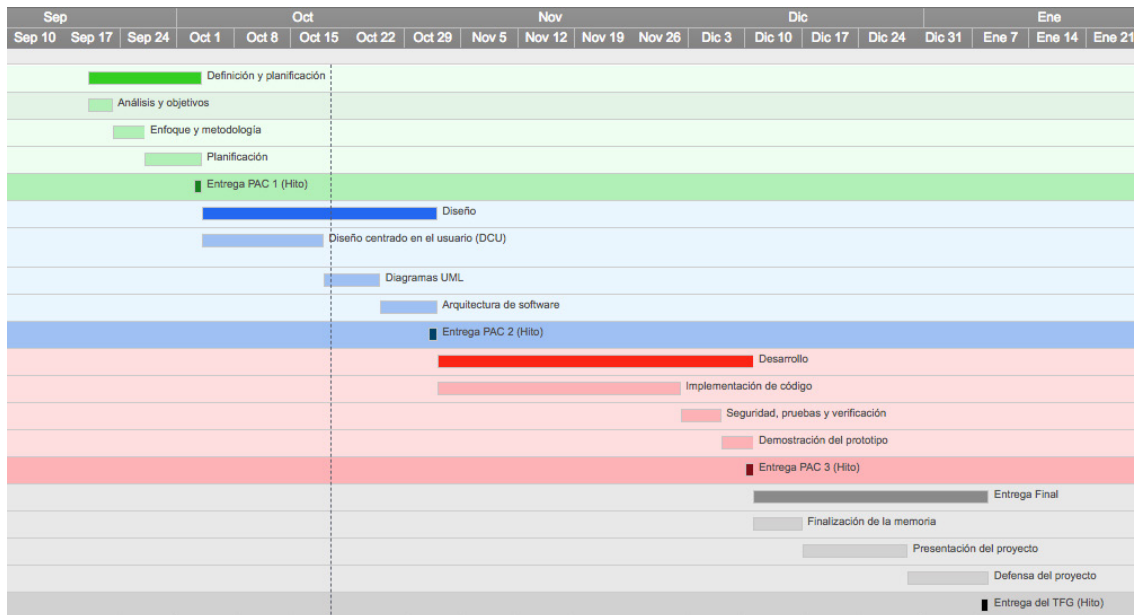 Sep Oct Nov Dic Ene
Sep 10 Sep 17 Sep 24 Oct 1 Oct 8 Oct 15 Oct 22 Oct 29 Nov 5 Nov 12 Nov 19 Nov 26 Dic 3 Dic 10 Dic 17 Dic 24 Dic 31 Ene 7 Ene 14 Ene 21
Definición y planificación
Análisis y objetivos
Enfoque y metodología
Planificación
Entrega PAC 1 (Hito)
Diseño
Diseño centrado en el usuario (DCU)
Diagramas UML
Arquitectura de software
Entrega PAC 2 (Hito)
Desarrollo
Implementación de código
Seguridad, pruebas y verificación
Demostración del prototipo
Entrega PAC 3 (Hito)
Entrega Final
Finalización de la memoria
Presentación del proyecto
Defensa del proyecto
Entrega del TFG (Hito)